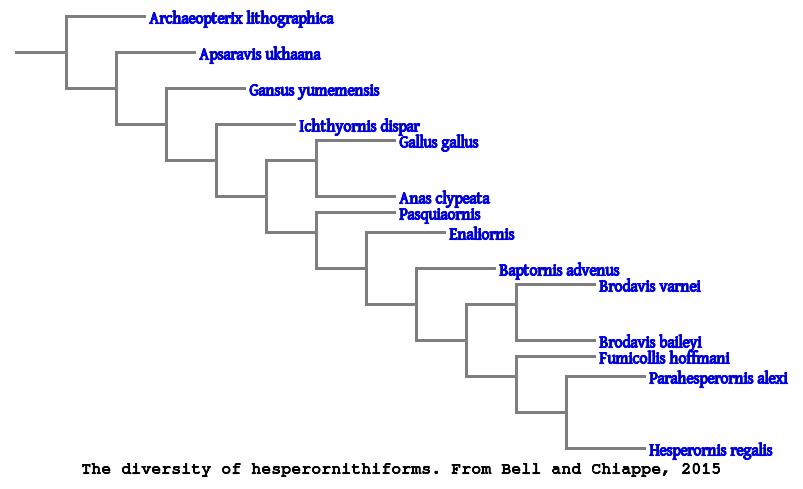 Archaeopterix lithographica
Apsaravis ukhaana
Gansus yumemensis
Ichthyornis dispar
Gallus gallus
Anas clypeata
Pasquiaornis
Enaliornis
Baptornis advenus
Brodavis varnei
Brodavis baileyi
Fumicollis hoffmani
Parahesperornis alexi
Hesperornis regalis
The diversity of hesperornithiforms. From Bell and Chiappe, 2015